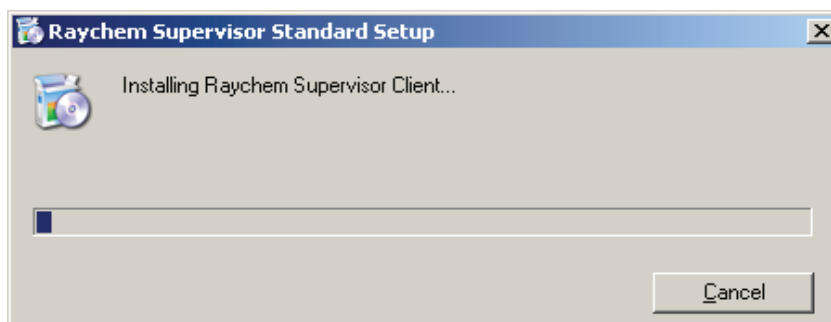 Raychem Supervisor Standard Setup
Installing Raychem Supervisor Client...
Cancel